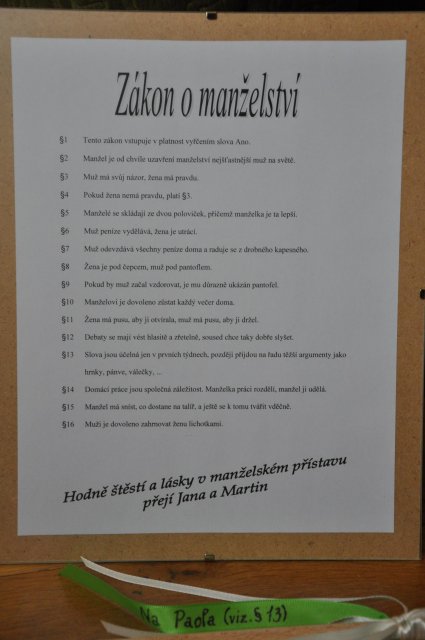 Zákon o manželství
§1 Tento zákon vstupuje v platnost vyřčením slova Ano.
§2 Manžel je od chvíle uzavření manželství nejšťastnější muž na světě.
§3 Muž má svůj názor, žena má pravdu.
§4 Pokud žena nemá pravdu, platí §3.
§5 Manželé se skládají ze dvou poloviček, přičemž manželka je ta lepší.
§6 Muž peníze vydělává, žena je utrácí.
§7 Muž odevzdává všechny peníze doma a raduje se z drobného kapesného.
§8 Žena je pod čepcem, muž pod pantoflem.
§9 Pokud by muž začal vzdorovat, je mu důrazně ukázán pantofel.
§10 Manželovi je dovoleno zůstat každý večer doma.
§11 Žena má pusu, aby ji otvírala, muž má pusu, aby ji držel.
§12 Debaty se mají vést hlasitě a zřetelně, soused chce taky dobře slyšet.
§13 Slova jsou účelná jen v prvních týdnech, později přijdou na řadu těžší argumenty jako
hrnky, pánve, válečky, ...
§14 Domácí práce jsou společná záležitost. Manželka práci rozdělí, manžel ji udělá.
§15 Manžel má sníst, co dostane na talíř, a ještě se k tomu tvářit vděčně.
§16 Muži je dovoleno zahrnovat ženu lichotkami.
Hodně štěstí a lásky v manželském přístavu
přejí Jana a Martin
Na Paďa (viz. §13)